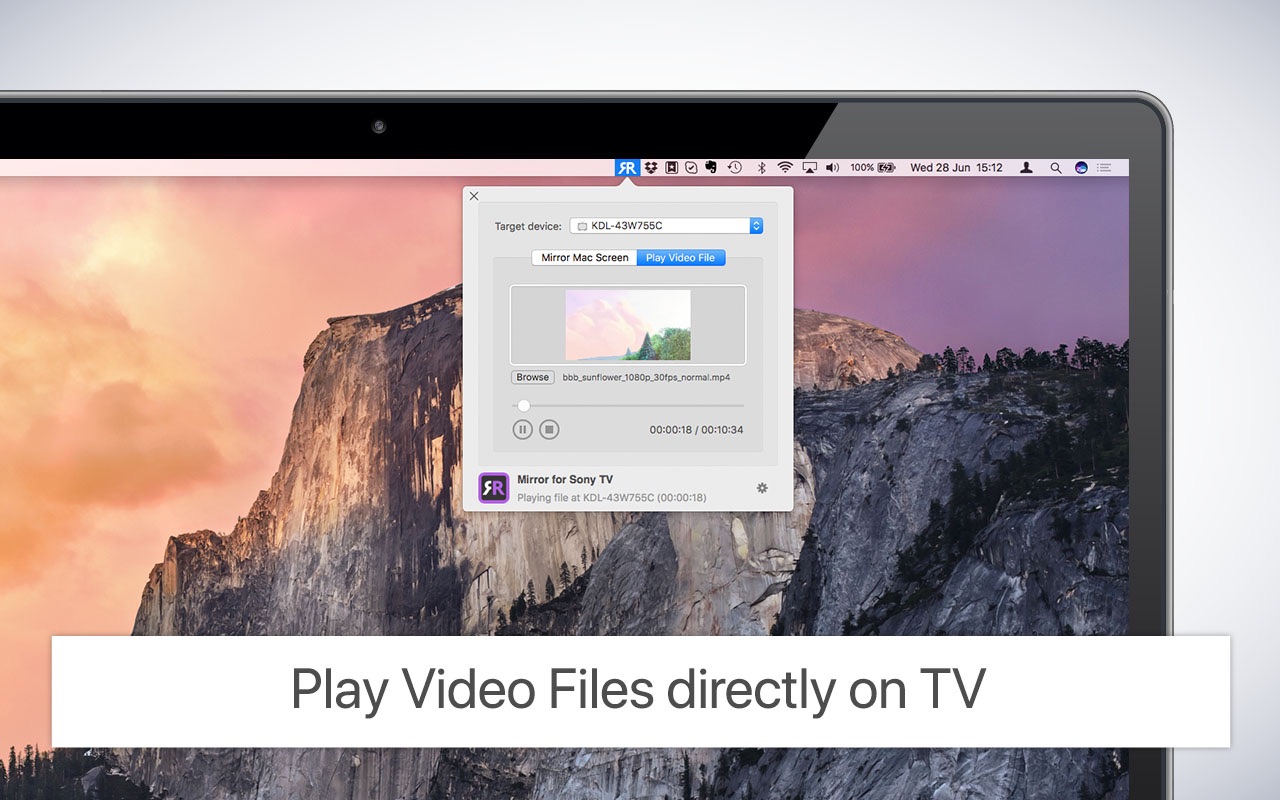 100% Wed 28 Jun 15:12
Target device: KDL-43W755C
Mirror Mac Screen Play Video File
Browse bbb_sunflower_1080p_30fps_normal.mp4
00:00:18 / 00:10:34
Mirror for Sony TV
Playing file at KDL-43W755C (00:00:18)
Play Video Files directly on TV